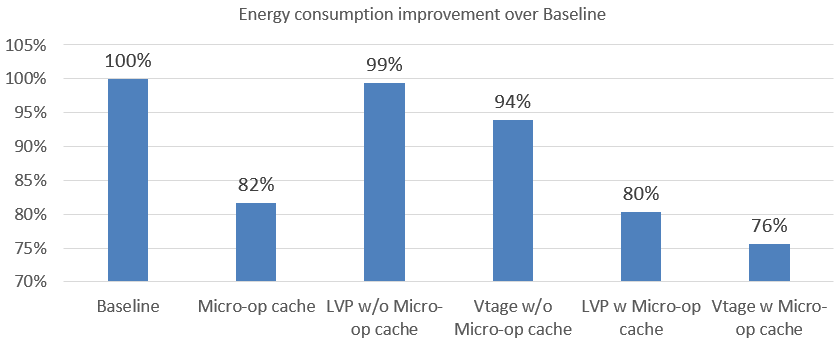 Energy consumption improvement over Baseline
105%
100%
95%
90%
85%
80%
75%
70%
100%
82%
99%
94%
80%
76%
Baseline
Micro-op cache
LVP w/o Micro-
op cache
Vtage w/o
Micro-op cache
LVP w Micro-op
cache
Vtage w Micro-
op cache